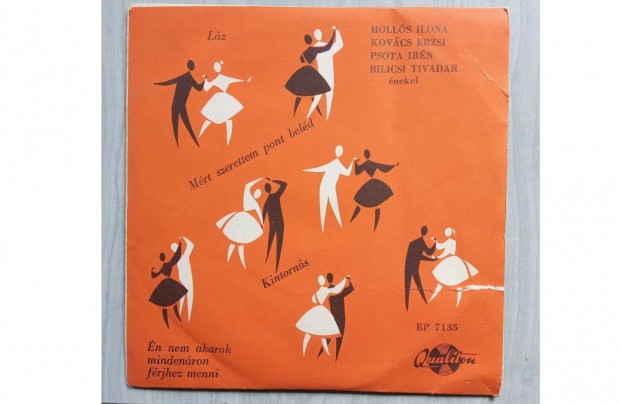 Láz
HOLLÓS ILONA
KOVÁCS ERZSI
PSOTA IRÉN
BILICSI TIVADAR
énekel
Mért szerettem pont beléd
Kintornás
Én nem akarok
mindenáron
férjhez menni
EP 7135
Qualiton